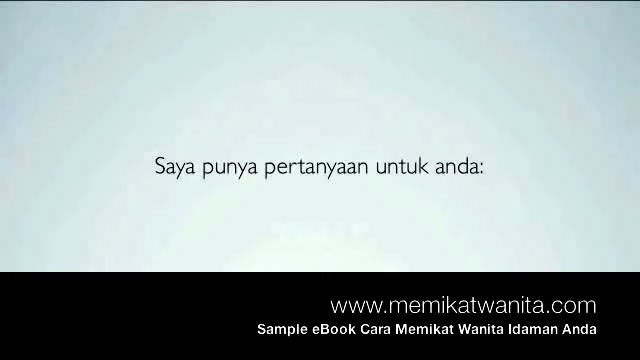 Saya punya pertanyaan untuk anda:
www.memikatwanita.com
Sample eBook Cara Memikat Wanita Idaman Anda